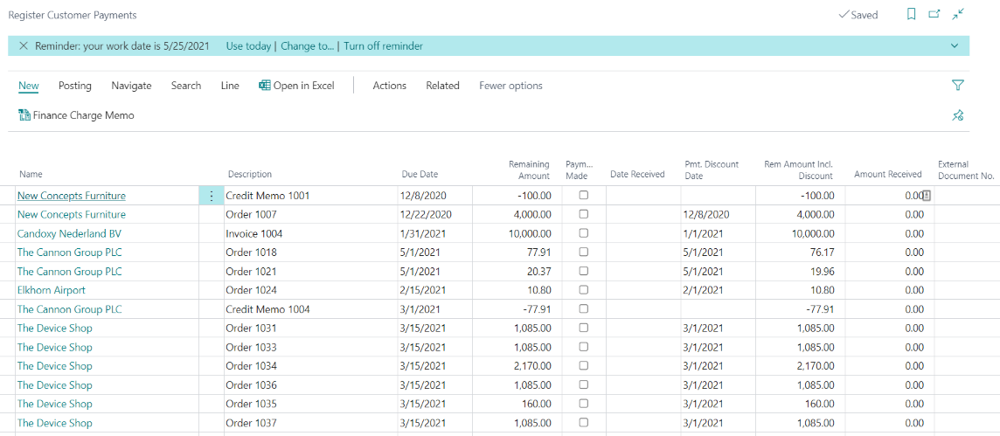 Register Customer Payments Saved
Reminder: your work date is 5/25/2021 Use today | Change to... | Turn off reminder
New Posting Navigate Search Line Open in Excel Actions Related Fewer options
Finance Charge Memo
Name Description Due Date Remaining Amount Paym... Made Date Received Pmt. Discount Date Rem Amount Incl. Discount Amount Received External Document No.
New Concepts Furniture Credit Memo 1001 12/8/2020 -100.00 -100.00 0.00
New Concepts Furniture Order 1007 12/22/2020 4,000.00 12/8/2020 4,000.00 0.00
Candoxy Nederland BV Invoice 1004 1/31/2021 10,000.00 1/1/2021 10,000.00 0.00
The Cannon Group PLC Order 1018 5/1/2021 77.91 5/1/2021 76.17 0.00
The Cannon Group PLC Order 1021 5/1/2021 20.37 5/1/2021 19.96 0.00
Elkhorn Airport Order 1024 2/15/2021 10.80 2/1/2021 10.80 0.00
The Cannon Group PLC Credit Memo 1004 3/1/2021 -77.91 -77.91 0.00
The Device Shop Order 1031 3/15/2021 1,085.00 3/1/2021 1,085.00 0.00
The Device Shop Order 1033 3/15/2021 1,085.00 3/1/2021 1,085.00 0.00
The Device Shop Order 1034 3/15/2021 2,170.00 3/1/2021 2,170.00 0.00
The Device Shop Order 1036 3/15/2021 1,085.00 3/1/2021 1,085.00 0.00
The Device Shop Order 1035 3/15/2021 160.00 3/1/2021 160.00 0.00
The Device Shop Order 1037 3/15/2021 1,085.00 3/1/2021 1,085.00 0.00